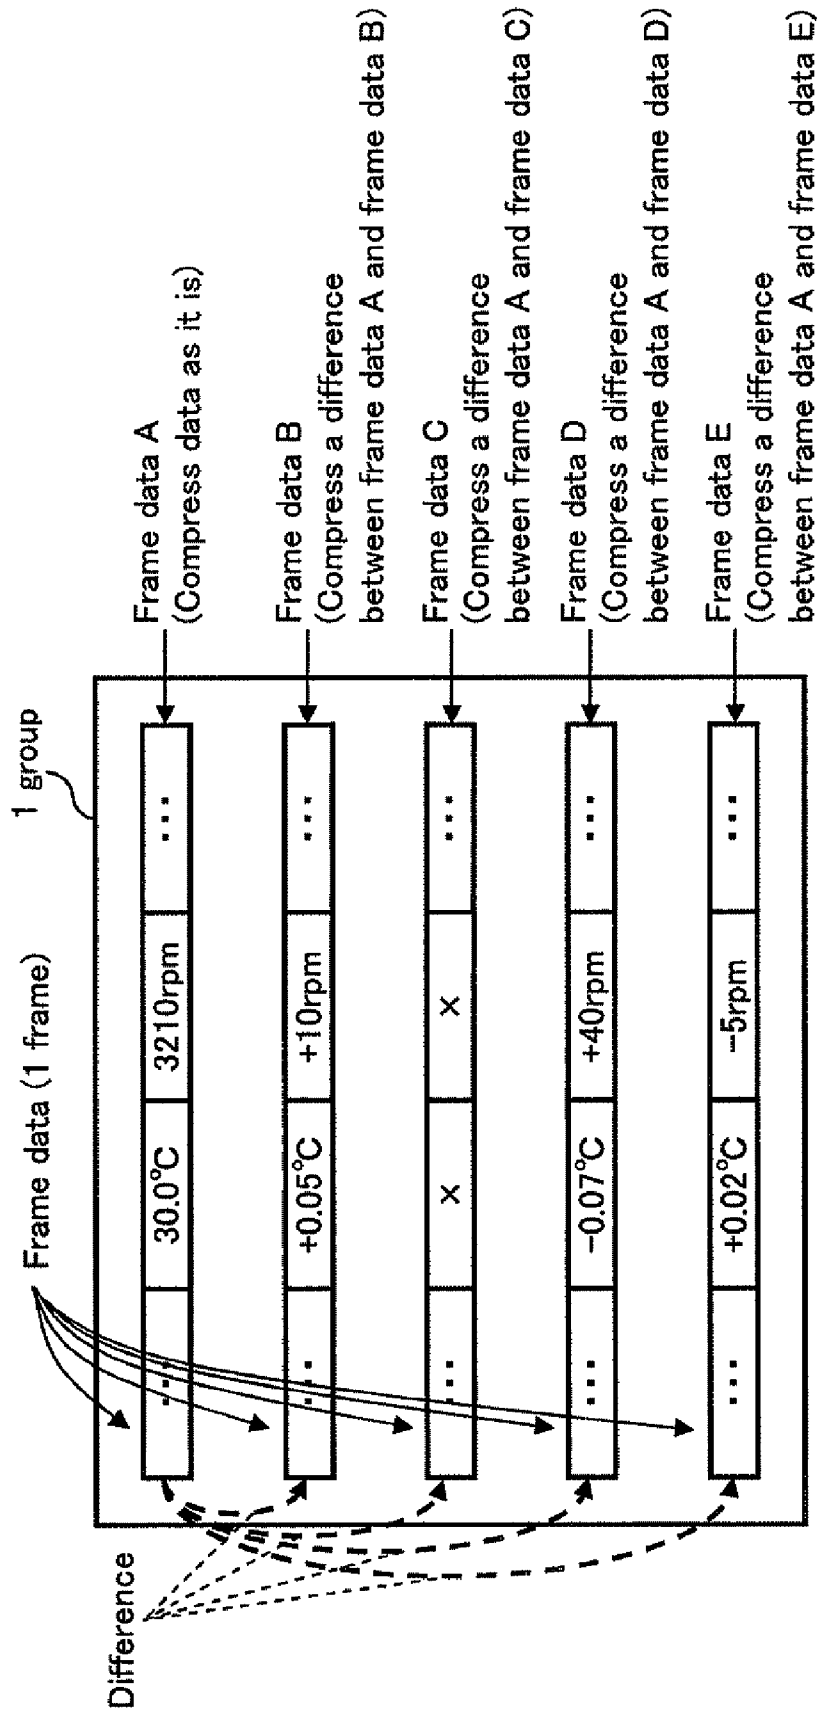 Frame data (1 frame)
1 group
Difference
... 30.0°C 3210rpm ...
Frame data A
(Compress data as it is)
... +0.05°C +10rpm ...
Frame data B
(Compress a difference
between frame data A and frame data B)
... × × ...
Frame data C
(Compress a difference
between frame data A and frame data C)
... −0.07°C +40rpm ...
Frame data D
(Compress a difference
between frame data A and frame data D)
... +0.02°C −5rpm ...
Frame data E
(Compress a difference
between frame data A and frame data E)